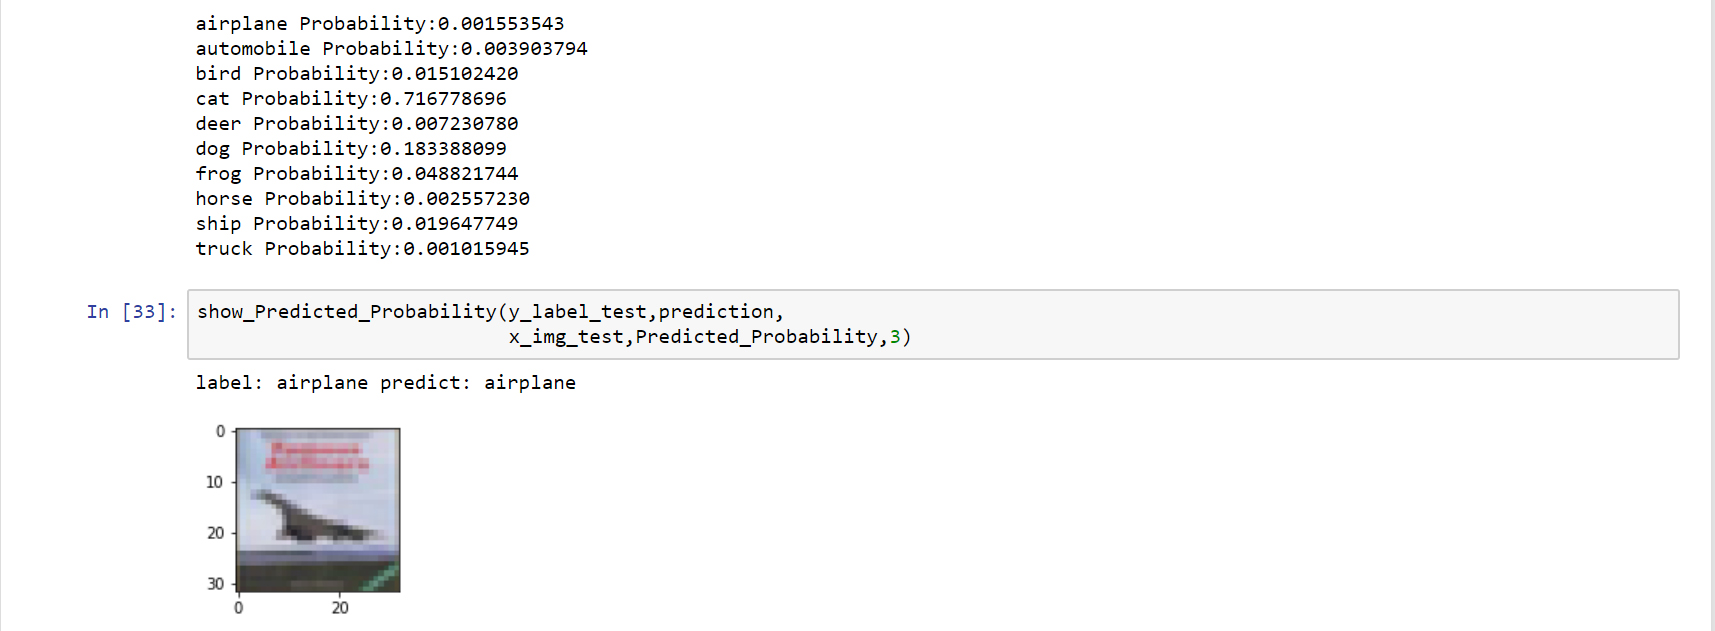 airplane Probability:0.001553543
automobile Probability:0.003903794
bird Probability:0.015102420
cat Probability:0.716778696
deer Probability:0.007230780
dog Probability:0.183388099
frog Probability:0.048821744
horse Probability:0.002557230
ship Probability:0.019647749
truck Probability:0.001015945
In [33]: show_Predicted_Probability(y_label_test,prediction,
x_img_test,Predicted_Probability,3)
label: airplane predict: airplane
0
10
20
30
0 20